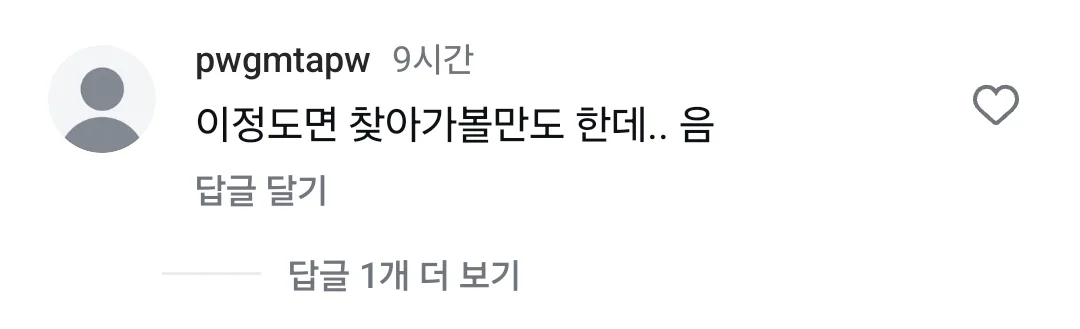 pwgmtapw 9시간
이정도면 찾아가볼만도 한데.. 음
답글 달기
답글 1개 더 보기